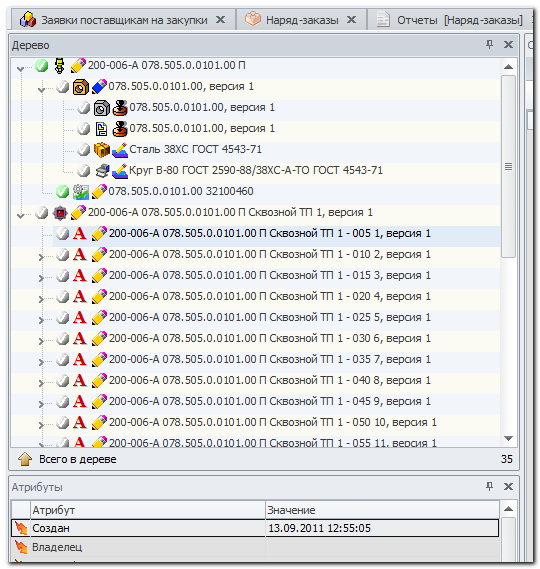 Заявки поставщикам на закупки
Наряд-заказы
Отчеты [Наряд-заказы]
Дерево
200-006-А 078.505.0.0101.00 П
078.505.0.0101.00, версия 1
078.505.0.0101.00, версия 1
078.505.0.0101.00, версия 1
Сталь 38ХС ГОСТ 4543-71
Круг В-80 ГОСТ 2590-88/38ХС-А-ТО ГОСТ 4543-71
078.505.0.0101.00 32100460
200-006-А 078.505.0.0101.00 П Сквозной ТП 1, версия 1
200-006-А 078.505.0.0101.00 П Сквозной ТП 1 - 005 1, версия 1
200-006-А 078.505.0.0101.00 П Сквозной ТП 1 - 010 2, версия 1
200-006-А 078.505.0.0101.00 П Сквозной ТП 1 - 015 3, версия 1
200-006-А 078.505.0.0101.00 П Сквозной ТП 1 - 020 4, версия 1
200-006-А 078.505.0.0101.00 П Сквозной ТП 1 - 025 5, версия 1
200-006-А 078.505.0.0101.00 П Сквозной ТП 1 - 030 6, версия 1
200-006-А 078.505.0.0101.00 П Сквозной ТП 1 - 035 7, версия 1
200-006-А 078.505.0.0101.00 П Сквозной ТП 1 - 040 8, версия 1
200-006-А 078.505.0.0101.00 П Сквозной ТП 1 - 045 9, версия 1
200-006-А 078.505.0.0101.00 П Сквозной ТП 1 - 050 10, версия 1
200-006-А 078.505.0.0101.00 П Сквозной ТП 1 - 055 11, версия 1
Всего в дереве 35
Атрибуты
Атрибут Значение
Создан 13.09.2011 12:55:05
Владелец